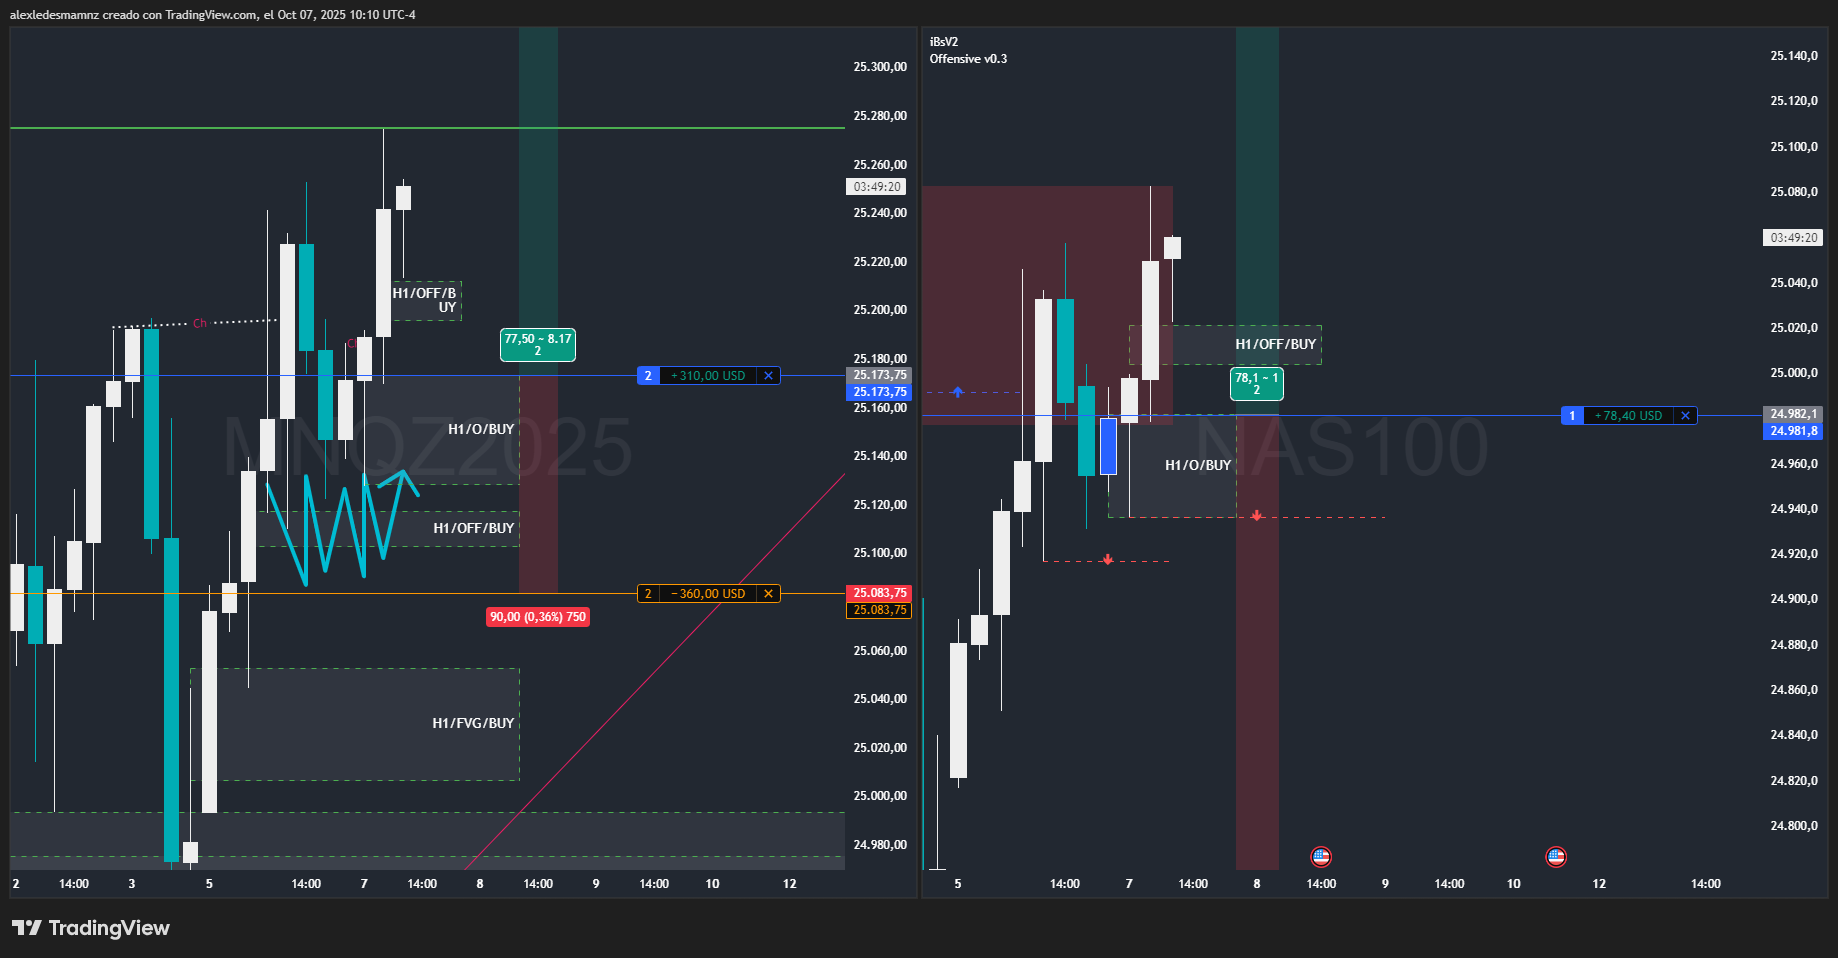 alexledesmamnz creado con TradingView.com, el Oct 07, 2025 10:10 UTC-4
MNQZ2025
25.300,00
25.280,00
25.260,00
03:49:20
25.240,00
25.220,00
25.200,00
25.180,00
25.173,75
25.173,75
25.160,00
25.140,00
25.120,00
25.100,00
25.083,75
25.083,75
25.060,00
25.040,00
25.020,00
25.000,00
24.980,00
Ch
H1/OFF/B
UY
77,50 ~ 8.17
2
2 +310,00 USD ×
H1/O/BUY
H1/OFF/BUY
2 −360,00 USD ×
90,00 (0,36%) 750
H1/FVG/BUY
2 14:00 3 5 14:00 7 14:00 8 14:00 9 14:00 10 12
iBsV2
Offensive v0.3
NAS100
25.140,0
25.120,0
25.100,0
25.080,0
03:49:20
25.040,0
25.020,0
25.000,0
24.982,1
24.981,8
24.960,0
24.940,0
24.920,0
24.900,0
24.880,0
24.860,0
24.840,0
24.820,0
24.800,0
H1/OFF/BUY
78,1 ~ 1
2
1 +78,40 USD ×
H1/O/BUY
5 14:00 7 14:00 8 14:00 9 14:00 10 12 14:00
TradingView